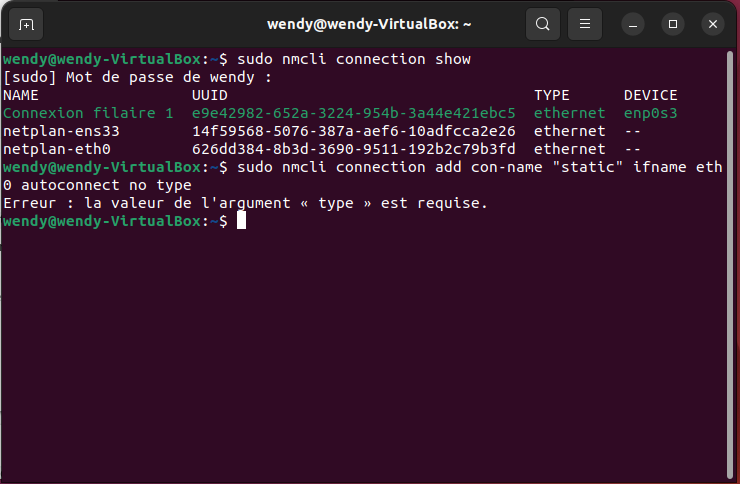 wendy@wendy-VirtualBox: ~
wendy@wendy-VirtualBox:~$ sudo nmcli connection show
[sudo] Mot de passe de wendy :
NAME                 UUID                                  TYPE      DEVICE
Connexion filaire 1  e9e42982-652a-3224-954b-3a44e421ebc5  ethernet  enp0s3
netplan-ens33        14f59568-5076-387a-aef6-10adfcca2e26  ethernet  --
netplan-eth0         626dd384-8b3d-3690-9511-192b2c79b3fd  ethernet  --
wendy@wendy-VirtualBox:~$ sudo nmcli connection add con-name "static" ifname eth
0 autoconnect no type
Erreur : la valeur de l'argument « type » est requise.
wendy@wendy-VirtualBox:~$